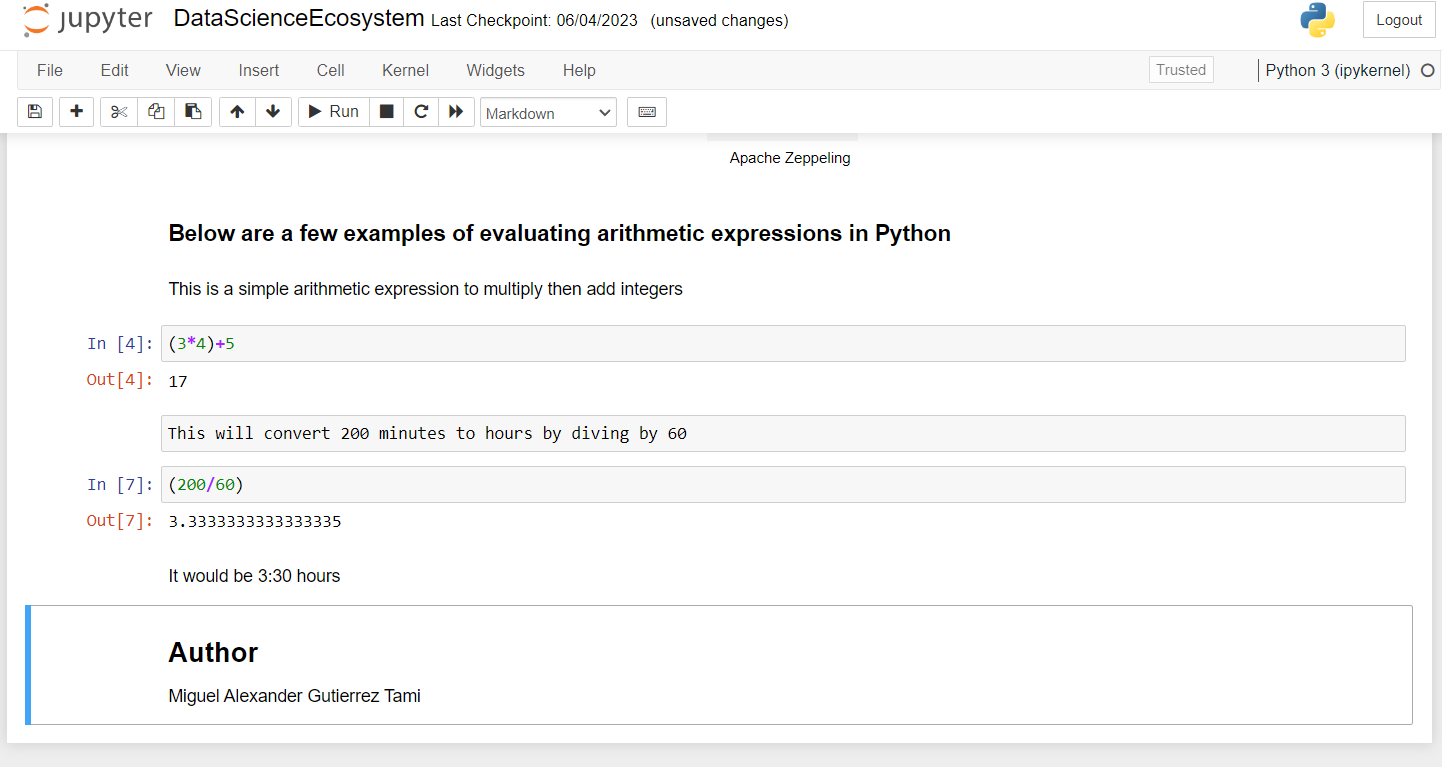 jupyter DataScienceEcosystem Last Checkpoint: 06/04/2023 (unsaved changes) Logout
File Edit View Insert Cell Kernel Widgets Help Trusted Python 3 (ipykernel)
Run Markdown
Apache Zeppeling
Below are a few examples of evaluating arithmetic expressions in Python
This is a simple arithmetic expression to multiply then add integers
In [4]: (3*4)+5
Out[4]: 17
This will convert 200 minutes to hours by diving by 60
In [7]: (200/60)
Out[7]: 3.3333333333333335
It would be 3:30 hours
Author
Miguel Alexander Gutierrez Tami